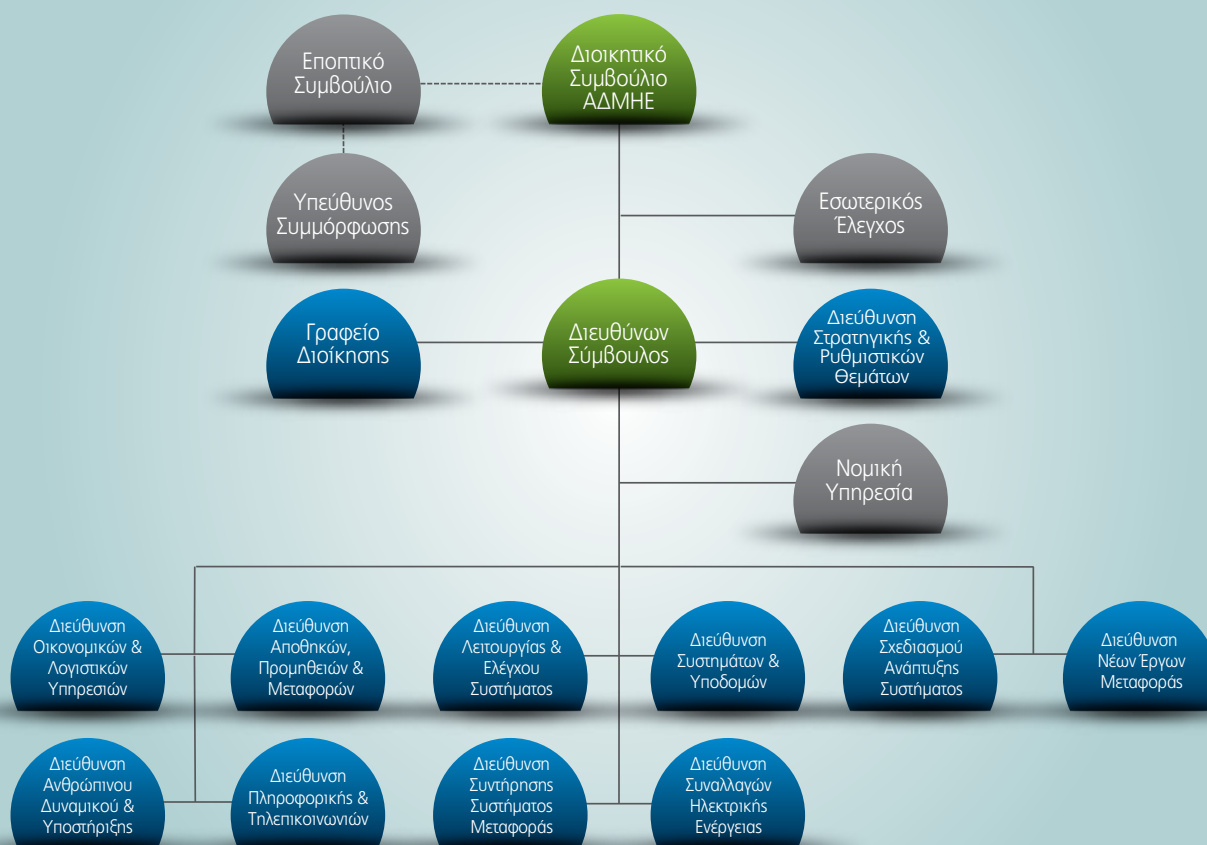 Εποπτικό
Συμβούλιο
Διοικητικό
Συμβούλιο
ΑΔΜΗΕ
Υπεύθυνος
Συμμόρφωσης
Εσωτερικός
Έλεγχος
Γραφείο
Διοίκησης
Διευθύνων
Σύμβουλος
Διεύθυνση
Στρατηγικής &
Ρυθμιστικών
Θεμάτων
Νομική
Υπηρεσία
Διεύθυνση
Οικονομικών &
Λογιστικών
Υπηρεσιών
Διεύθυνση
Αποθηκών,
Προμηθειών &
Μεταφορών
Διεύθυνση
Λειτουργίας &
Ελέγχου
Συστήματος
Διεύθυνση
Συστημάτων &
Υποδομών
Διεύθυνση
Σχεδιασμού
Ανάπτυξης
Συστήματος
Διεύθυνση
Νέων Έργων
Μεταφοράς
Διεύθυνση
Ανθρώπινου
Δυναμικού &
Υποστήριξης
Διεύθυνση
Πληροφορικής &
Τηλεπικοινωνιών
Διεύθυνση
Συντήρησης
Συστήματος
Μεταφοράς
Διεύθυνση
Συναλλαγών
Ηλεκτρικής
Ενέργειας